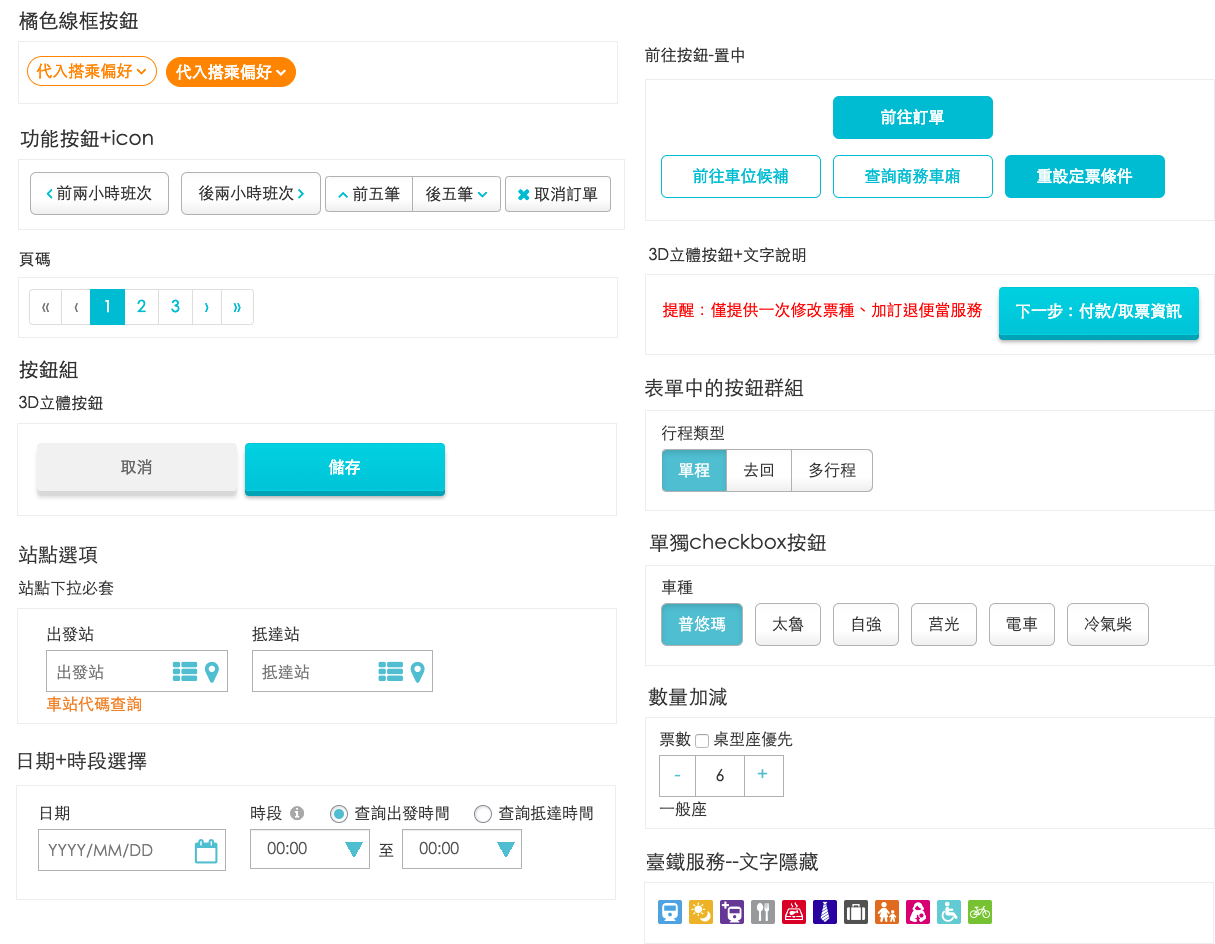 橘色線框按鈕
代入搭乘偏好
代入搭乘偏好
功能按鈕+icon
前兩小時班次
後兩小時班次
前五筆
後五筆
取消訂單
頁碼
« ‹ 1 2 3 › »
按鈕組
3D立體按鈕
取消
儲存
站點選項
站點下拉必套
出發站
抵達站
出發站
抵達站
車站代碼查詢
日期+時段選擇
日期
時段
查詢出發時間
查詢抵達時間
YYYY/MM/DD
00:00
至
00:00
前往按鈕-置中
前往訂單
前往車位候補
查詢商務車廂
重設定票條件
3D立體按鈕+文字說明
提醒：僅提供一次修改票種、加訂退便當服務
下一步：付款/取票資訊
表單中的按鈕群組
行程類型
單程
去回
多行程
單獨checkbox按鈕
車種
普悠瑪
太魯
自強
莒光
電車
冷氣柴
數量加減
票數
桌型座優先
- 6 +
一般座
臺鐵服務--文字隱藏